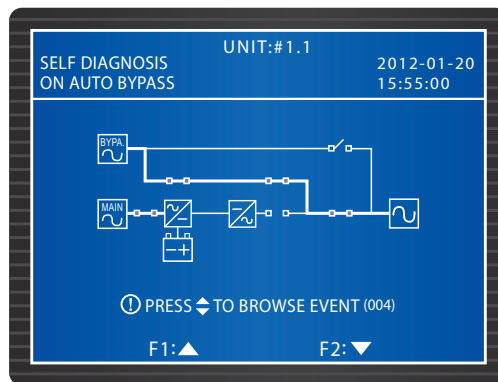 UNIT:#1.1
SELF DIAGNOSIS
ON AUTO BYPASS
2012-01-20
15:55:00
BYPA.
MAIN
PRESS TO BROWSE EVENT (004)
F1: F2: